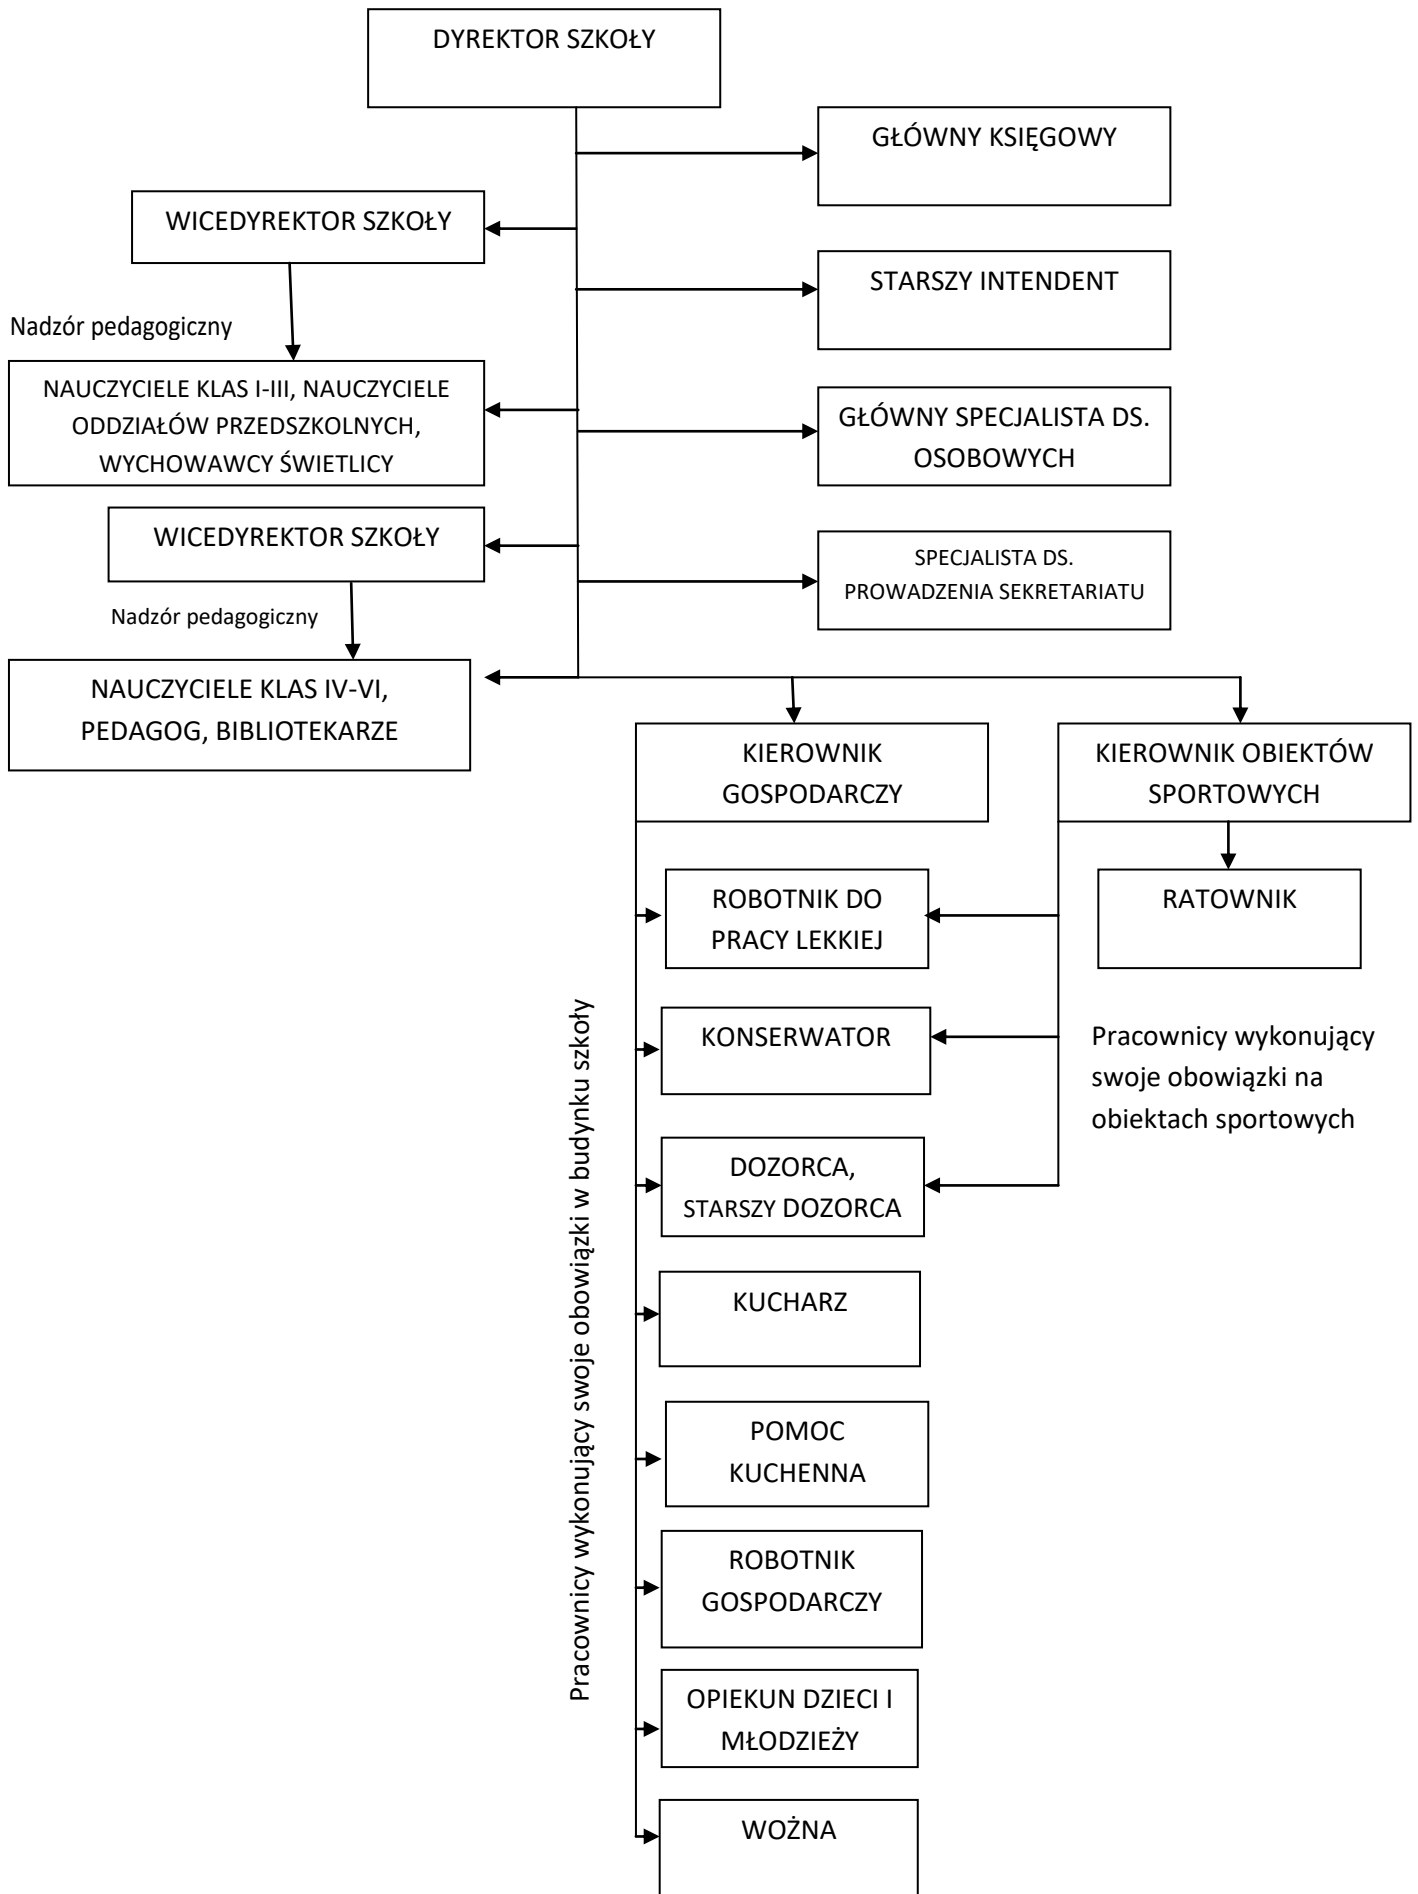 DYREKTOR SZKOŁY
GŁÓWNY KSIĘGOWY
WICEDYREKTOR SZKOŁY
STARSZY INTENDENT
Nadzór pedagogiczny
NAUCZYCIELE KLAS I-III, NAUCZYCIELE
ODDZIAŁÓW PRZEDSZKOLNYCH,
WYCHOWAWCY ŚWIETLICY
GŁÓWNY SPECJALISTA DS.
OSOBOWYCH
WICEDYREKTOR SZKOŁY
SPECJALISTA DS.
PROWADZENIA SEKRETARIATU
Nadzór pedagogiczny
NAUCZYCIELE KLAS IV-VI,
PEDAGOG, BIBLIOTEKARZE
KIEROWNIK
GOSPODARCZY
KIEROWNIK OBIEKTÓW
SPORTOWYCH
ROBOTNIK DO
PRACY LEKKIEJ
RATOWNIK
Pracownicy wykonujący swoje obowiązki w budynku szkoły
KONSERWATOR
Pracownicy wykonujący
swoje obowiązki na
obiektach sportowych
DOZORCA,
STARSZY DOZORCA
KUCHARZ
POMOC
KUCHENNA
ROBOTNIK
GOSPODARCZY
OPIEKUN DZIECI I
MŁODZIEŻY
WOŻNA